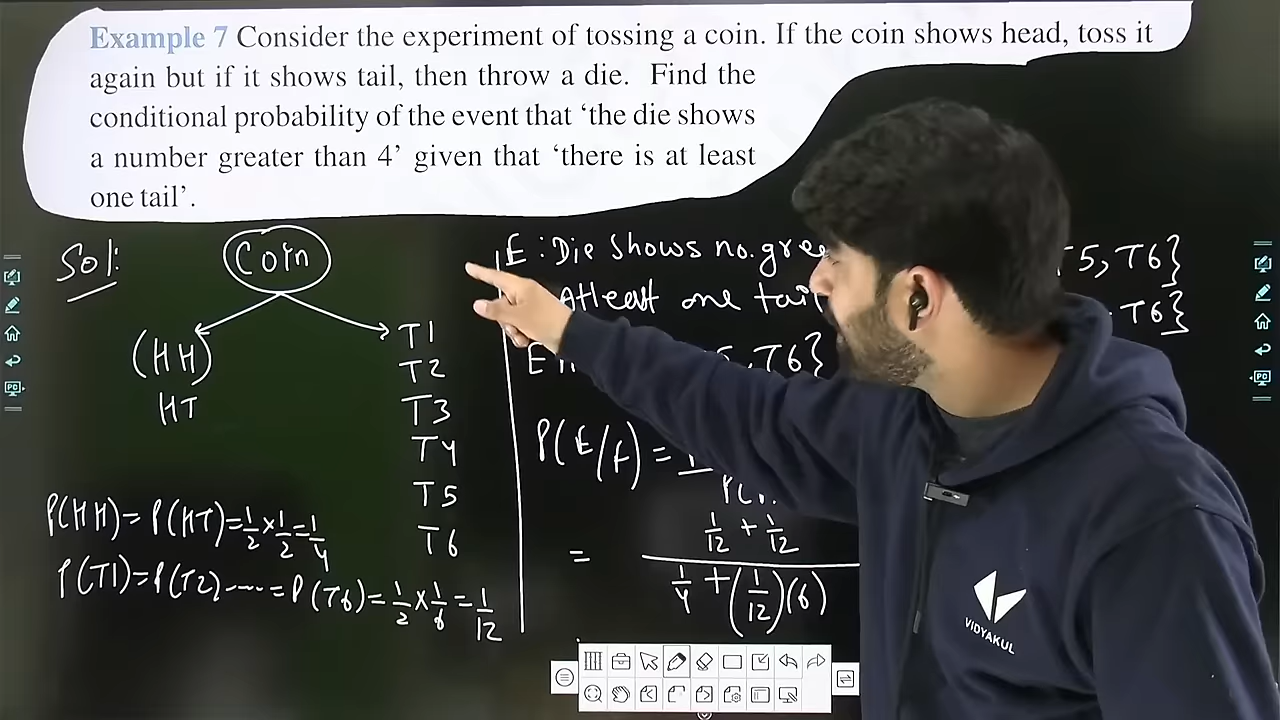 Example 7 Consider the experiment of tossing a coin. If the coin shows head, toss it
again but if it shows tail, then throw a die. Find the
conditional probability of the event that ‘the die shows
a number greater than 4’ given that ‘there is at least
one tail’.
Sol:
Coin
(HH)
HT
T1
T2
T3
T4
T5
T6
P(HH) = P(HT) = 1/2 × 1/2 = 1/4
P(T1) = P(T2) ---- = P(T6) = 1/2 × 1/6 = 1/12
E : Die shows no. T5, T6}
Atleast one tail T6}
E T6}
P(E/F) =
= 1/12 + 1/12
1/4 + (1/12)(6)
VIDYAKUL